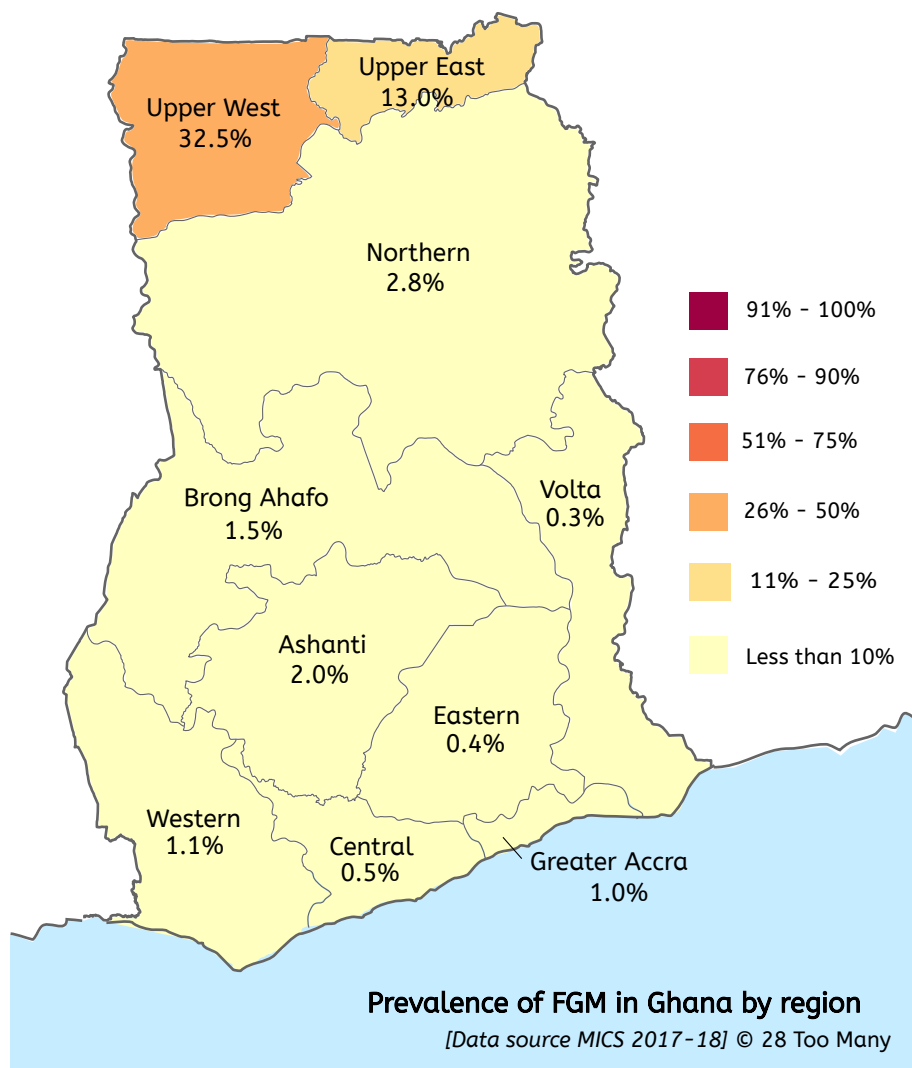 Upper East
13.0%
Upper West
32.5%
Northern
2.8%
91% - 100%
76% - 90%
51% - 75%
26% - 50%
11% - 25%
Less than 10%
Volta
0.3%
Brong Ahafo
1.5%
Ashanti
2.0%
Eastern
0.4%
Western
1.1%
Central
0.5%
Greater Accra
1.0%
Prevalence of FGM in Ghana by region
[Data source MICS 2017-18] © 28 Too Many